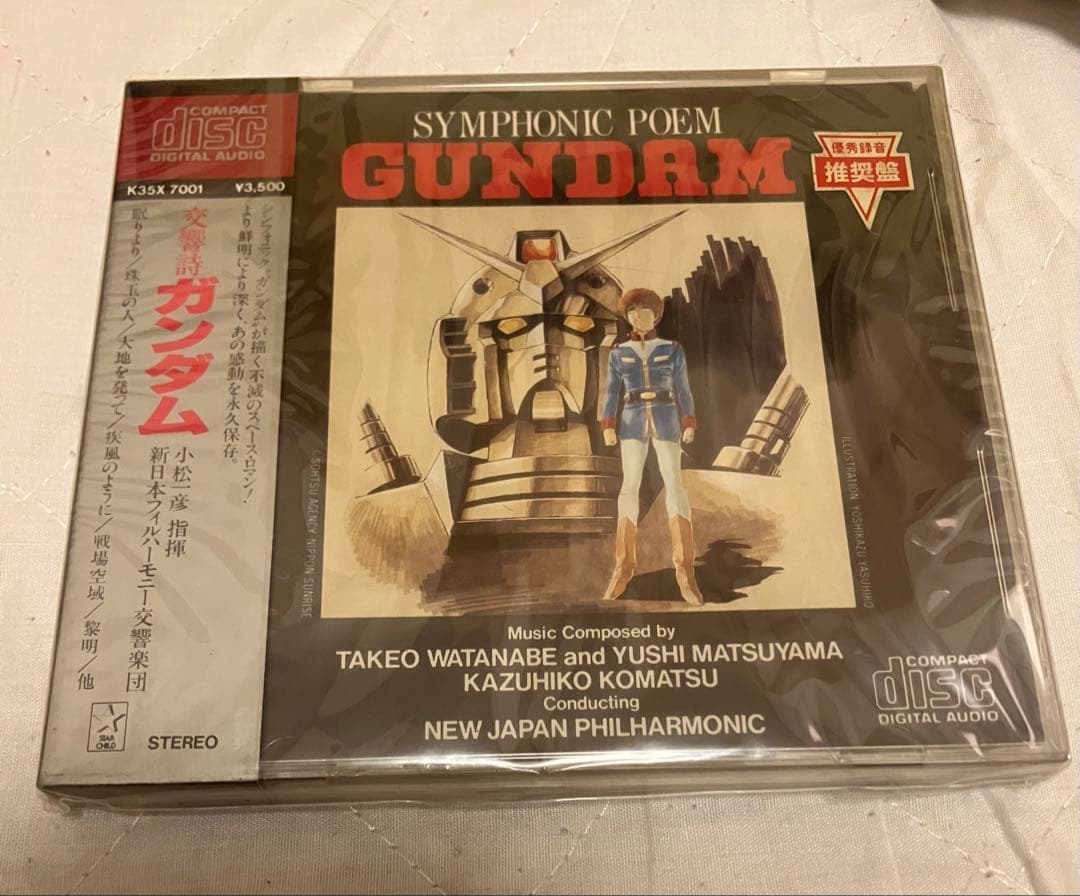 COMPACT
disc
DIGITAL AUDIO
K35X 7001 ¥3,500
シンフォニック“ガンダム”が描く不滅のスペース・ロマン!
より鮮明により深く、あの感動を永久保存。
交響詩
ガンダム
小松一彦 指揮
新日本フィルハーモニー交響楽団
眠りより/珠玉の人/大地を発つ/疾風のように/戦場空域/黎明/他
STAR
CHILD
STEREO
SYMPHONIC POEM
GUNDAM
優秀録音
推奨盤
©SOHTSU AGENCY, NIPPON SUNRISE
ILLUSTRATION YOSHIKAZU YASUHIKO
Music Composed by
TAKEO WATANABE and YUSHI MATSUYAMA
KAZUHIKO KOMATSU
Conducting
NEW JAPAN PHILHARMONIC
COMPACT
disc
DIGITAL AUDIO